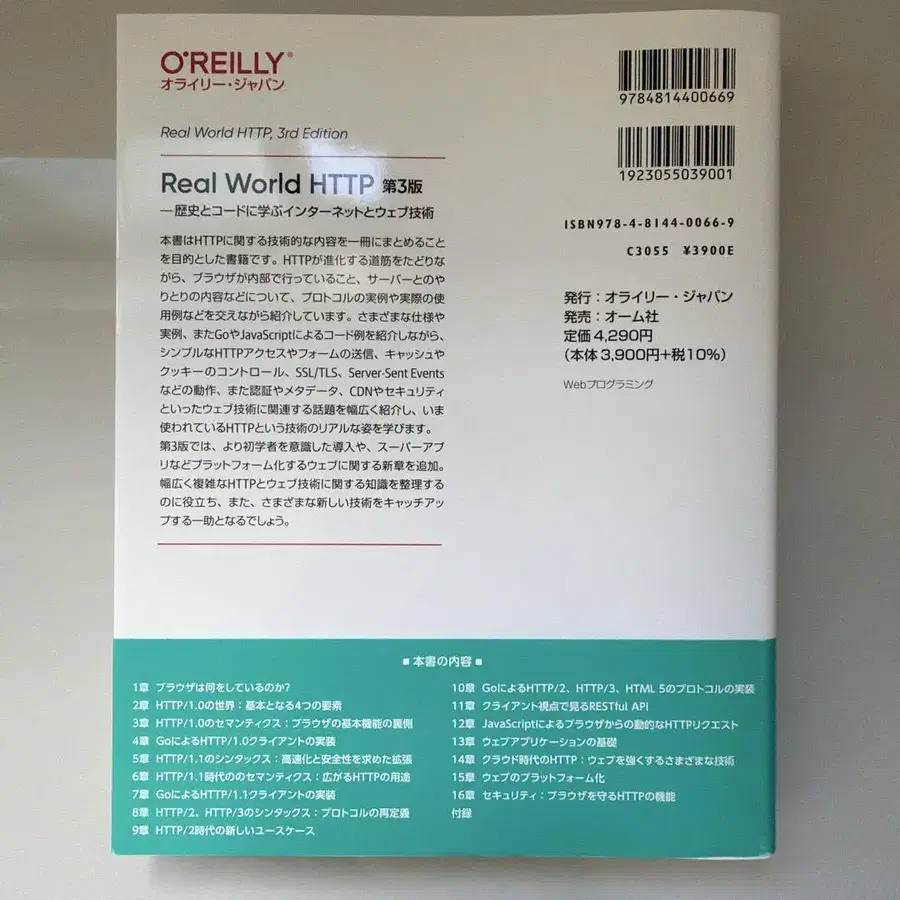 O'REILLY®
オライリー・ジャパン
Real World HTTP, 3rd Edition
Real World HTTP 第3版
―歴史とコードに学ぶインターネットとウェブ技術
本書はHTTPに関する技術的な内容を一冊にまとめること
を目的とした書籍です。HTTPが進化する道筋をたどりな
がら、ブラウザが内部で行っていること、サーバーとのや
りとりの内容などについて、プロトコルの実例や実際の使
用例などを交えながら紹介しています。さまざまな仕様や
実例、またGoやJavaScriptによるコード例を紹介しながら、
シンプルなHTTPアクセスやフォームの送信、キャッシュや
クッキーのコントロール、SSL/TLS、Server-Sent Events
などの動作、また認証やメタデータ、CDNやセキュリティ
といったウェブ技術に関連する話題を幅広く紹介し、いま
使われているHTTPという技術のリアルな姿を学びます。
第3版では、より初学者を意識した導入や、スーパーアプ
リなどプラットフォーム化するウェブに関する新章を追加。
幅広く複雑なHTTPとウェブ技術に関する知識を整理する
のに役立ち、また、さまざまな新しい技術をキャッチアッ
プする一助となるでしょう。
9784814400669
1923055039001
ISBN978-4-8144-0066-9
C3055 ¥3900E
発行：オライリー・ジャパン
発売：オーム社
定価4,290円
（本体3,900円+税10%）
Webプログラミング
■ 本書の内容 ■
1章 ブラウザは何をしているのか?
2章 HTTP/1.0の世界：基本となる4つの要素
3章 HTTP/1.0のセマンティクス：ブラウザの基本機能の裏側
4章 GoによるHTTP/1.0クライアントの実装
5章 HTTP/1.1のシンタックス：高速化と安全性を求めた拡張
6章 HTTP/1.1時代ののセマンティクス：広がるHTTPの用途
7章 GoによるHTTP/1.1クライアントの実装
8章 HTTP/2、HTTP/3のシンタックス：プロトコルの再定義
9章 HTTP/2時代の新しいユースケース
10章 GoによるHTTP/2、HTTP/3、HTML 5のプロトコルの実装
11章 クライアント視点で見るRESTful API
12章 JavaScriptによるブラウザからの動的なHTTPリクエスト
13章 ウェブアプリケーションの基礎
14章 クラウド時代のHTTP：ウェブを強くするさまざまな技術
15章 ウェブのプラットフォーム化
16章 セキュリティ：ブラウザを守るHTTPの機能
付録